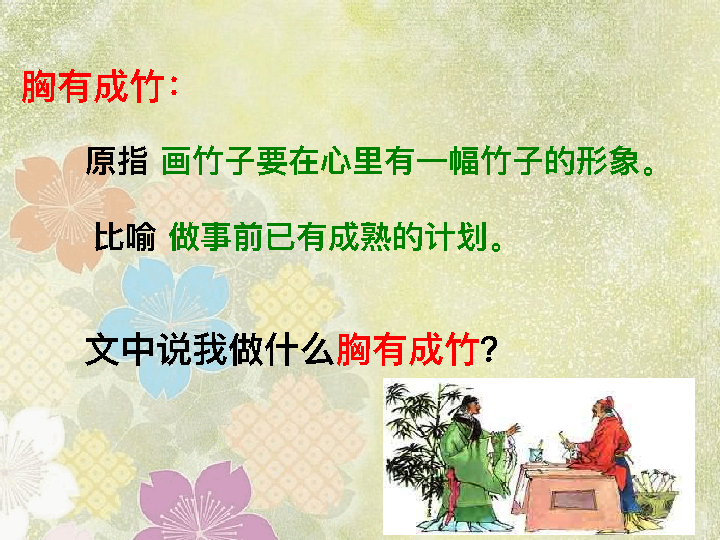 胸有成竹：
原指 画竹子要在心里有一幅竹子的形象。
比喻 做事前已有成熟的计划。
文中说我做什么胸有成竹?